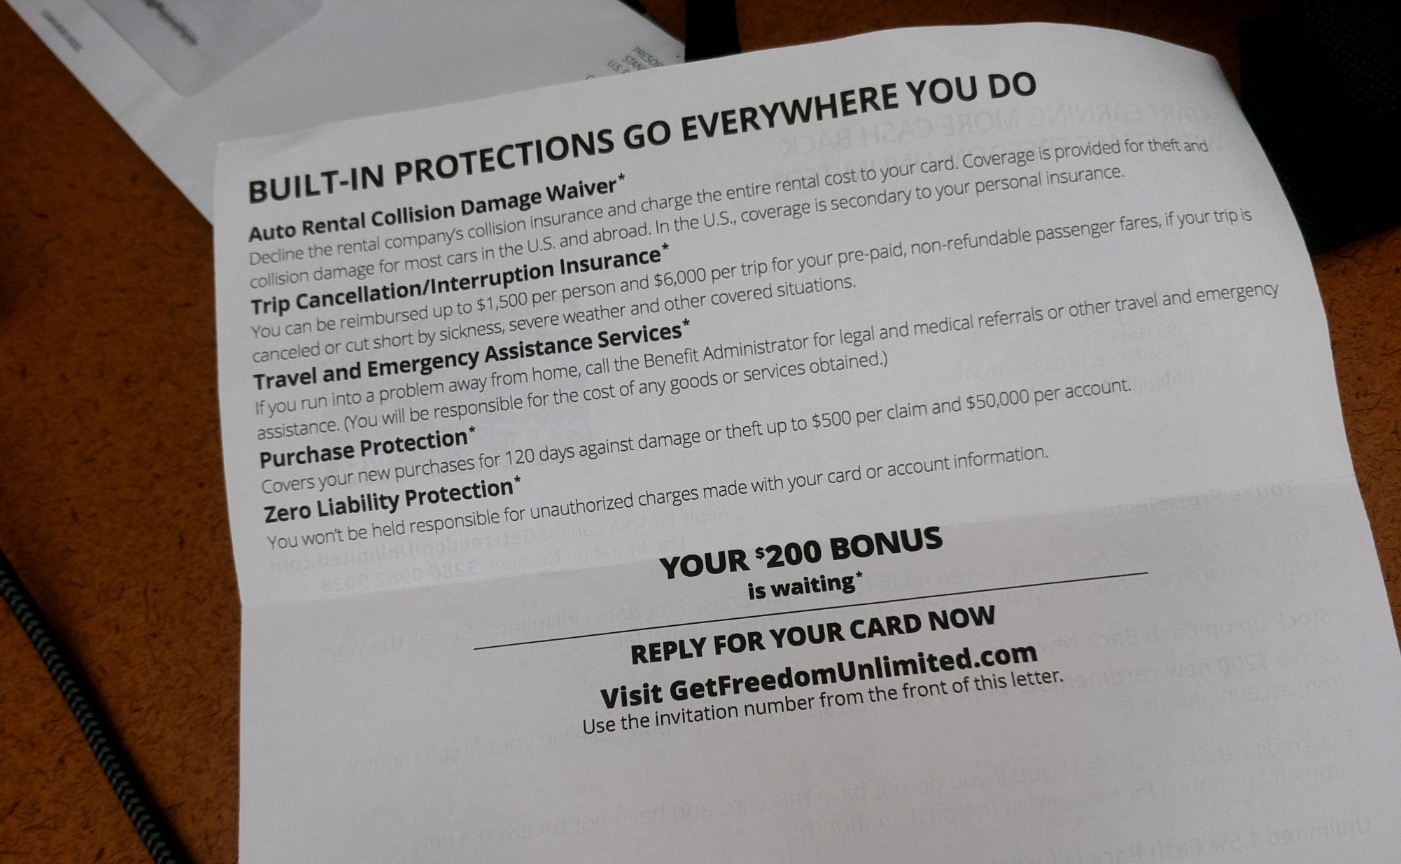 BUILT-IN PROTECTIONS GO EVERYWHERE YOU DO
Auto Rental Collision Damage Waiver*
Decline the rental company's collision insurance and charge the entire rental cost to your card. Coverage is provided for theft and
collision damage for most cars in the U.S. and abroad. In the U.S., coverage is secondary to your personal insurance.
Trip Cancellation/Interruption Insurance*
You can be reimbursed up to $1,500 per person and $6,000 per trip for your pre-paid, non-refundable passenger fares, if your trip is
canceled or cut short by sickness, severe weather and other covered situations.
Travel and Emergency Assistance Services*
If you run into a problem away from home, call the Benefit Administrator for legal and medical referrals or other travel and emergency
assistance. (You will be responsible for the cost of any goods or services obtained.)
Purchase Protection*
Covers your new purchases for 120 days against damage or theft up to $500 per claim and $50,000 per account.
Zero Liability Protection*
You won't be held responsible for unauthorized charges made with your card or account information.
YOUR $200 BONUS
is waiting*
REPLY FOR YOUR CARD NOW
Visit GetFreedomUnlimited.com
Use the invitation number from the front of this letter.